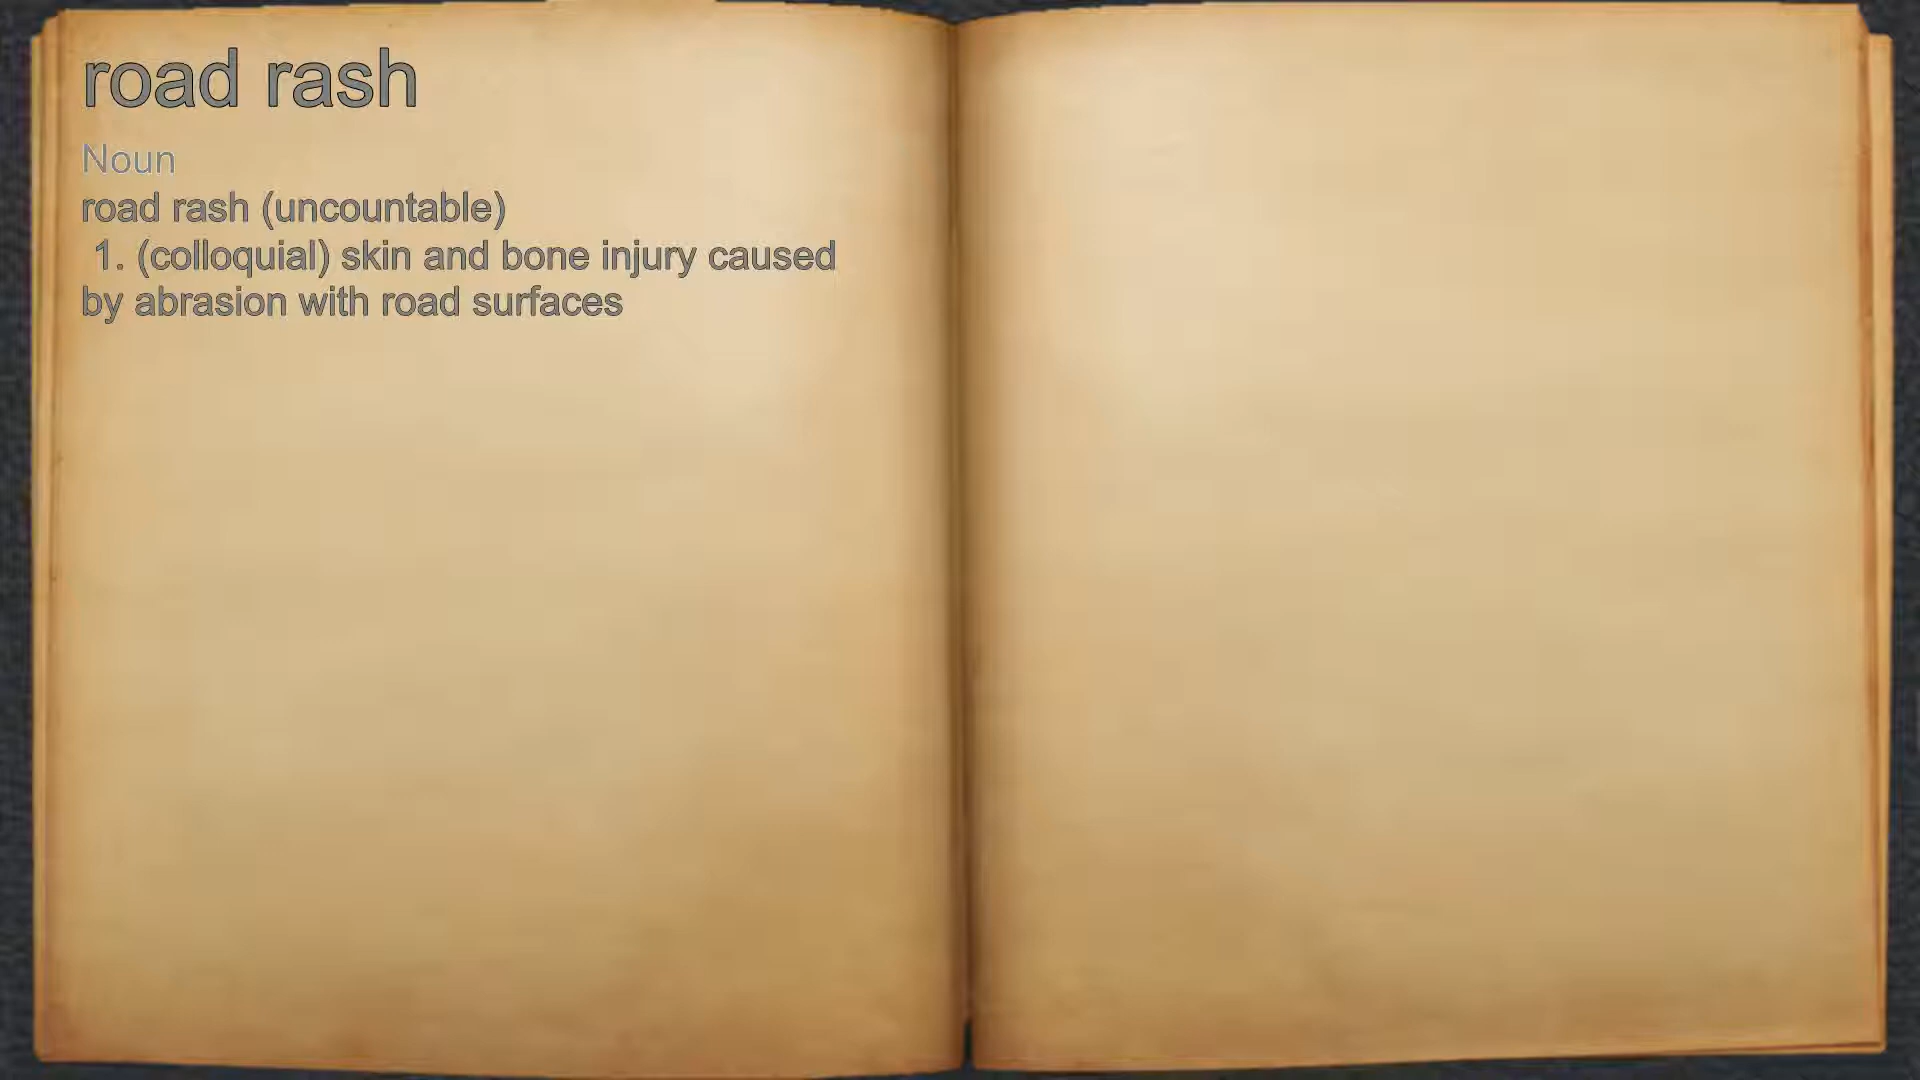 road rash
Noun
road rash (uncountable)
1. (colloquial) skin and bone injury caused
by abrasion with road surfaces